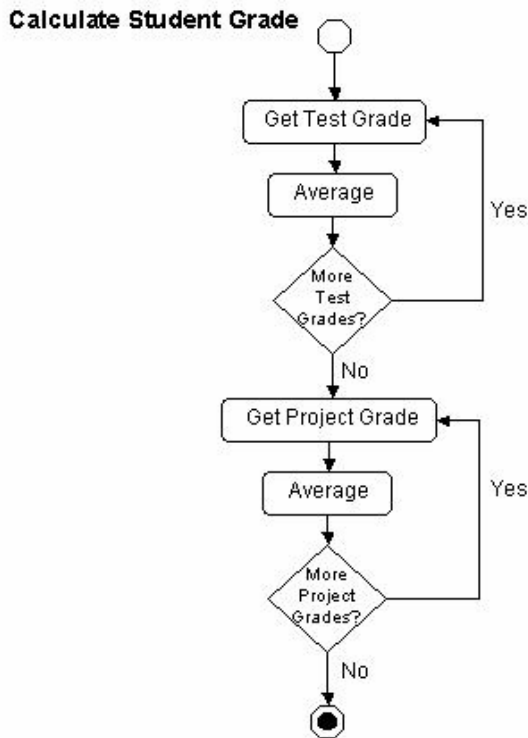 Calculate Student Grade
Get Test Grade
Average
Yes
More
Test
Grades?
No
Get Project Grade
Average
Yes
More
Project
Grades?
No